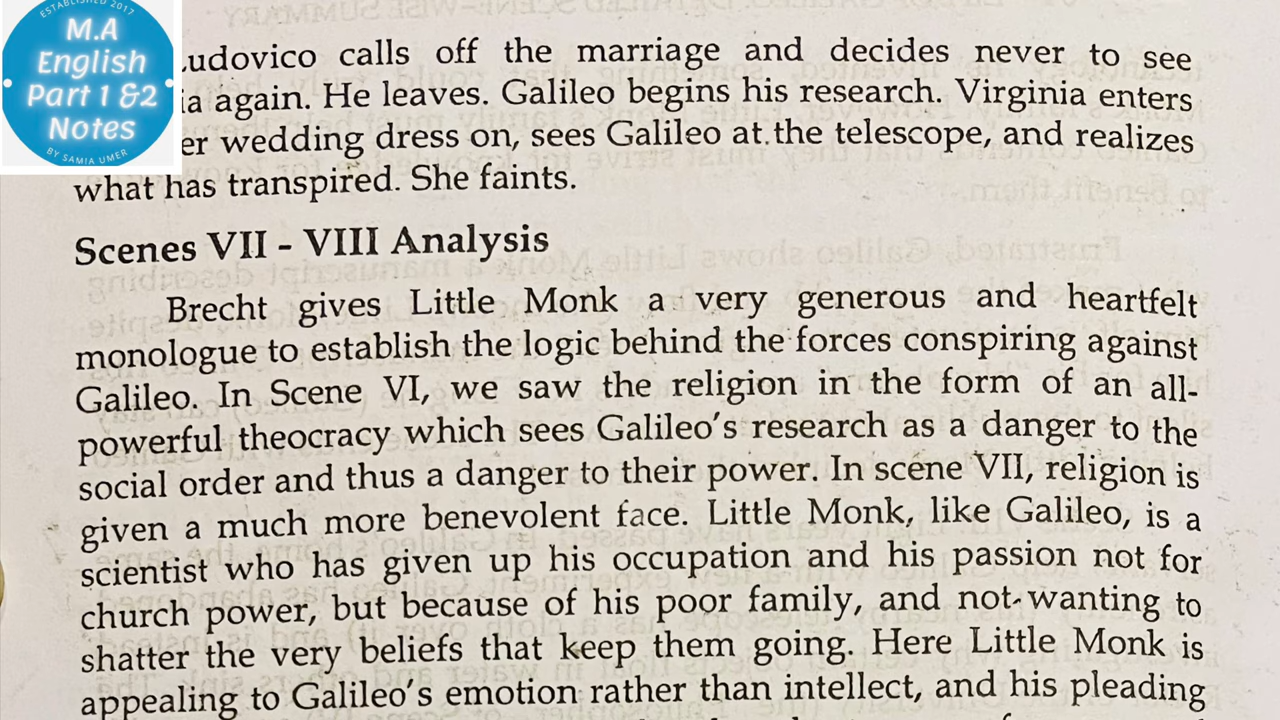 ESTABLISHED 2017
M.A
English
Part 1 &2
Notes
BY SAMIA UMER
udovico calls off the marriage and decides never to see
ia again. He leaves. Galileo begins his research. Virginia enters
er wedding dress on, sees Galileo at the telescope, and realizes
what has transpired. She faints.
Scenes VII - VIII Analysis
Brecht gives Little Monk a very generous and heartfelt
monologue to establish the logic behind the forces conspiring against
Galileo. In Scene VI, we saw the religion in the form of an all-
powerful theocracy which sees Galileo's research as a danger to the
social order and thus a danger to their power. In scene VII, religion is
given a much more benevolent face. Little Monk, like Galileo, is a
scientist who has given up his occupation and his passion not for
church power, but because of his poor family, and not wanting to
shatter the very beliefs that keep them going. Here Little Monk is
appealing to Galileo's emotion rather than intellect, and his pleading